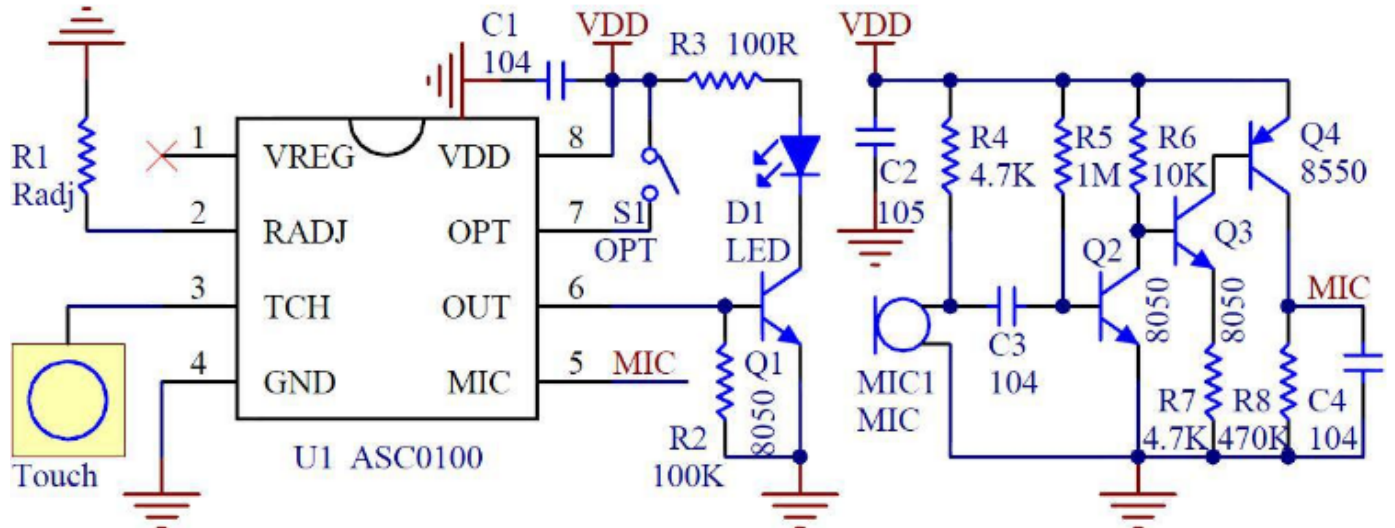 C1
104
VDD
R3 100R
VDD
R1
Radj
1
VREG
VDD
8
2
RADJ
OPT
7
S1
OPT
D1
LED
3
TCH
OUT
6
4
GND
MIC
5
MIC
Q1
8050
R2
100K
Touch
U1 ASC0100
C2
105
R4
4.7K
R5
1M
R6
10K
Q4
8550
Q2
8050
Q3
8050
C3
104
MIC1
MIC
MIC
R7
4.7K
R8
470K
C4
104